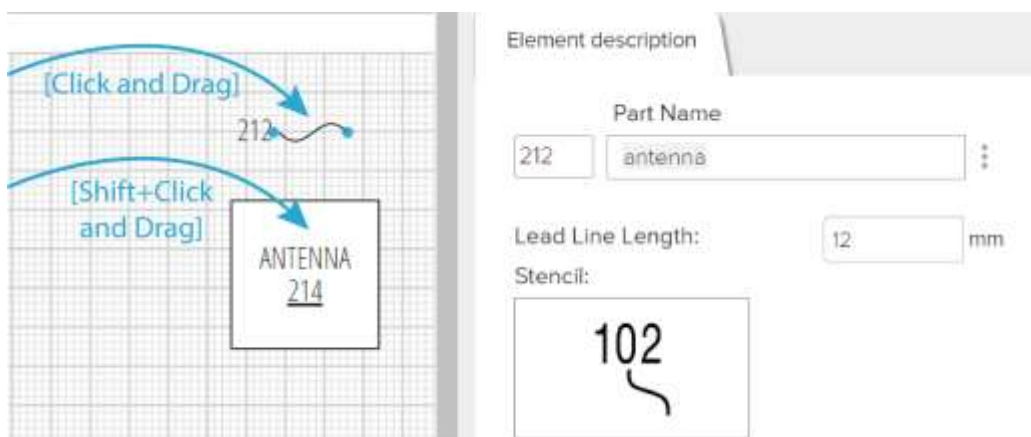 [Click and Drag]
212
[Shift+Click
and Drag]
ANTENNA
214
Element description
Part Name
212 antenna
Lead Line Length: 12 mm
Stencil:
102